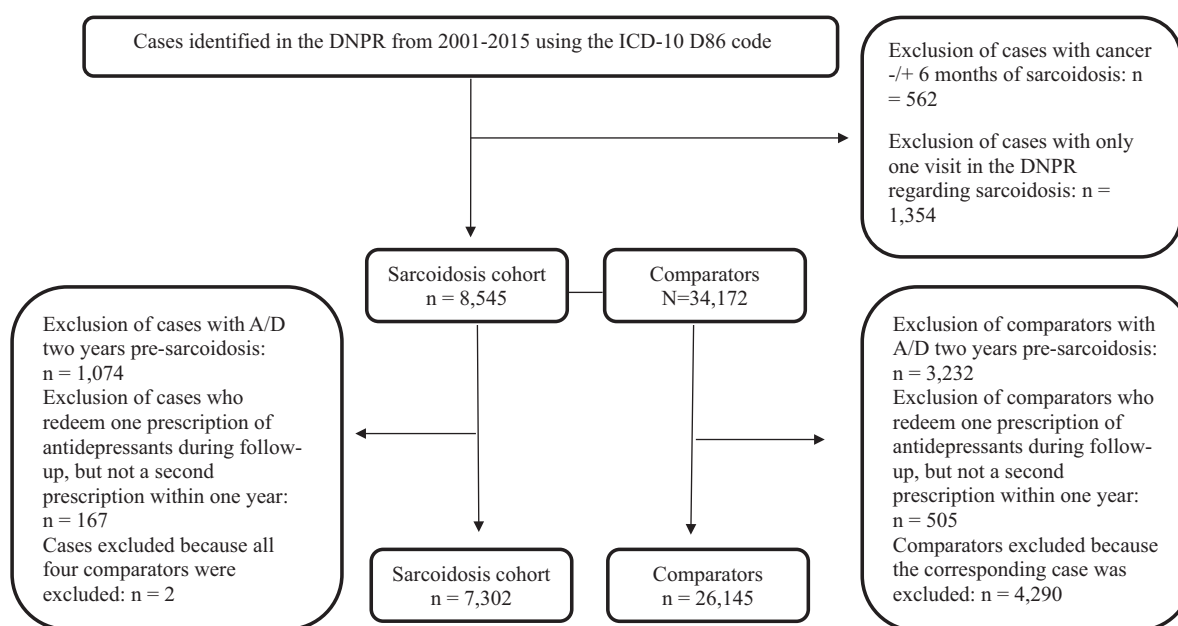 Cases identified in the DNPR from 2001-2015 using the ICD-10 D86 code
Exclusion of cases with cancer
-/+ 6 months of sarcoidosis: n
= 562
Exclusion of cases with only
one visit in the DNPR
regarding sarcoidosis: n =
1,354
Sarcoidosis cohort
n = 8,545
Comparators
N=34,172
Exclusion of cases with A/D
two years pre-sarcoidosis:
n = 1,074
Exclusion of cases who
redeem one prescription of
antidepressants during follow-
up, but not a second
prescription within one year:
n = 167
Cases excluded because all
four comparators were
excluded: n = 2
Exclusion of comparators with
A/D two years pre-sarcoidosis:
n = 3,232
Exclusion of comparators who
redeem one prescription of
antidepressants during follow-
up, but not a second
prescription within one year:
n = 505
Comparators excluded because
the corresponding case was
excluded: n = 4,290
Sarcoidosis cohort
n = 7,302
Comparators
n = 26,145